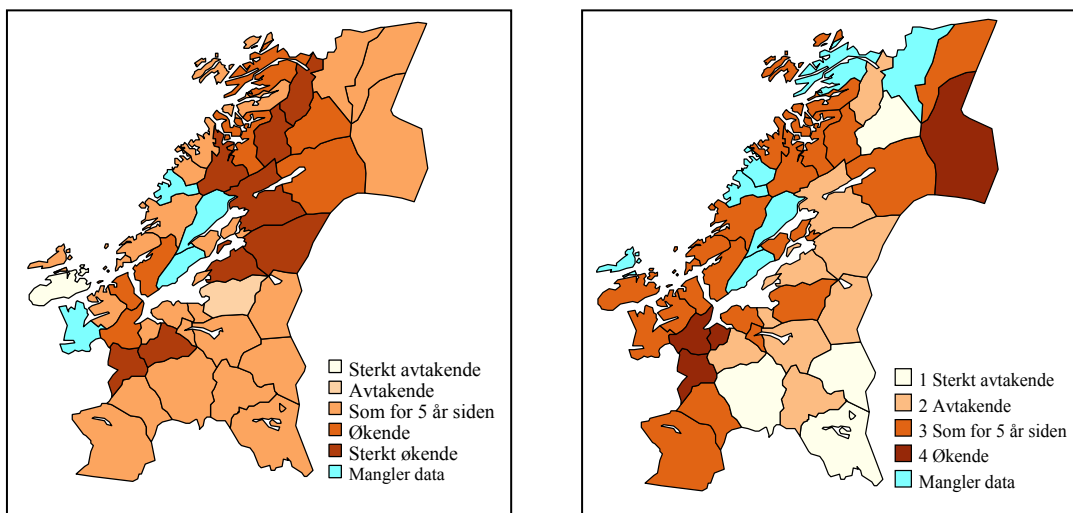 Sterkt avtakende
Avtakende
Som for 5 år siden
Økende
Sterkt økende
Mangler data
1 Sterkt avtakende
2 Avtakende
3 Som for 5 år siden
4 Økende
Mangler data